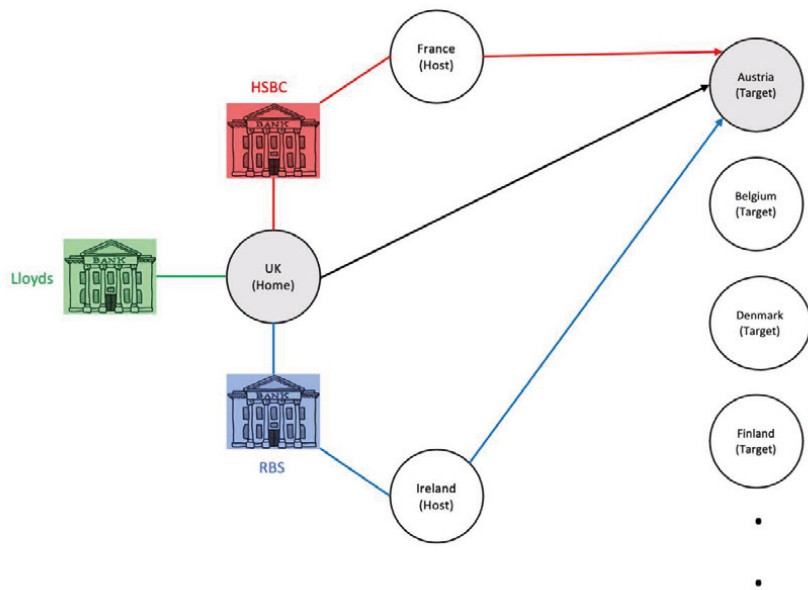 France
(Host)
Austria
(Target)
HSBC
BANK
Belgium
(Target)
UK
(Home)
Lloyds
BANK
Denmark
(Target)
BANK
RBS
Finland
(Target)
Ireland
(Host)